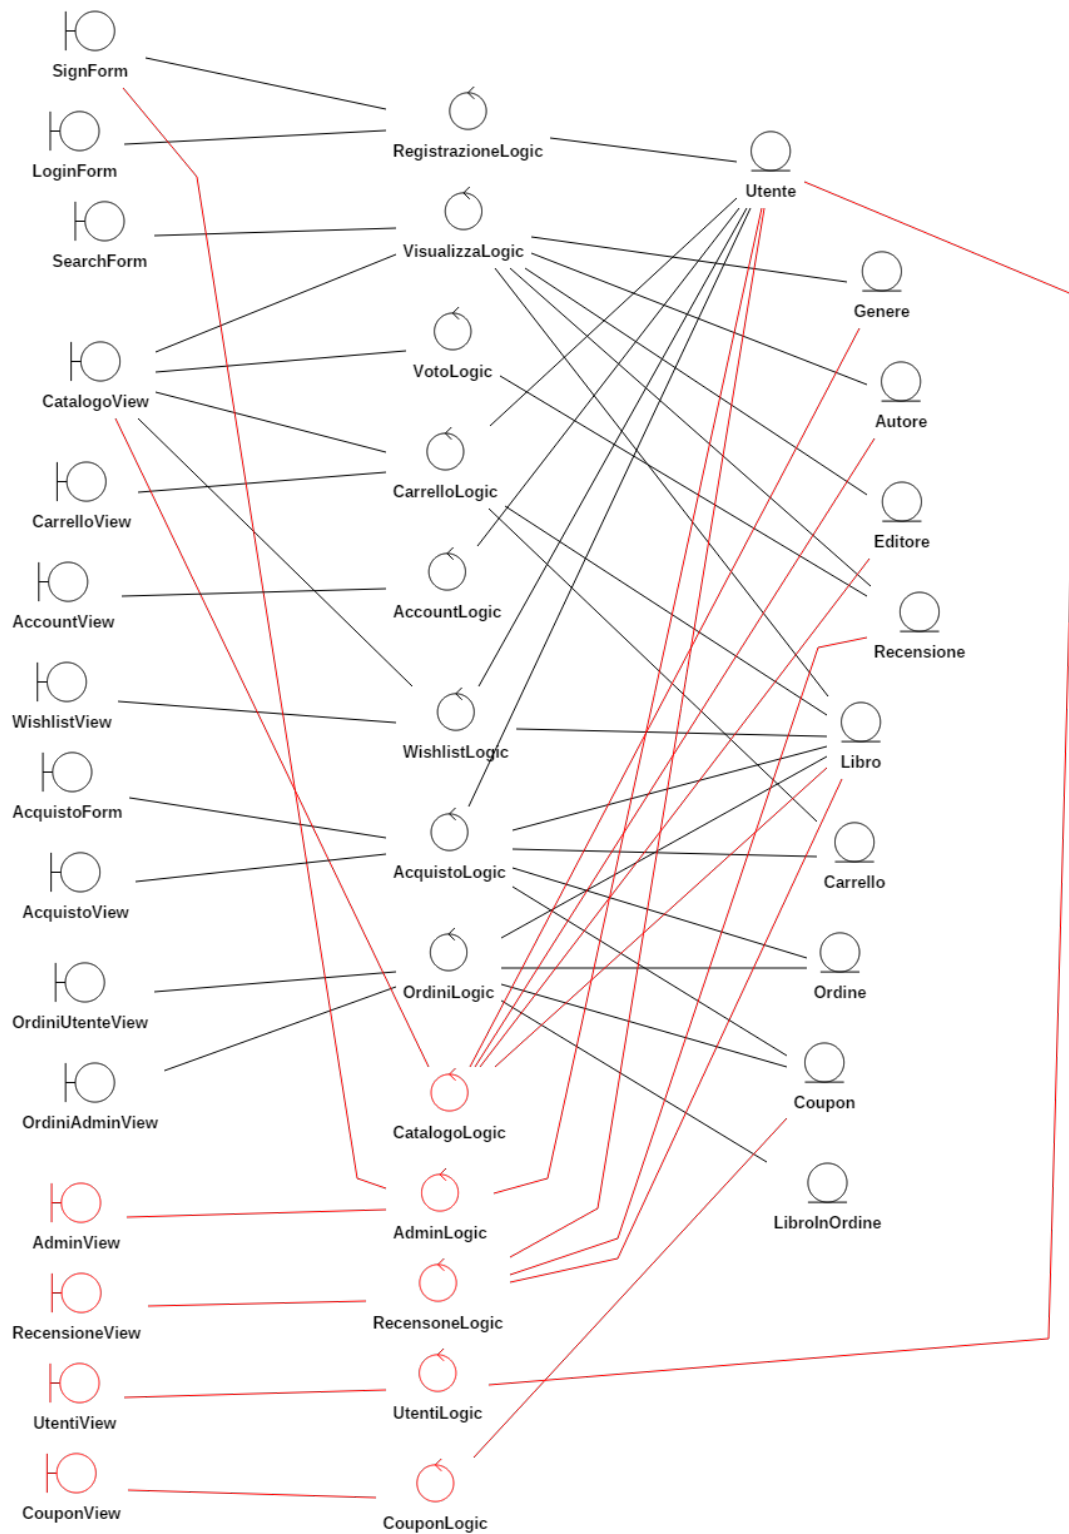 SignForm
RegistrazioneLogic
LoginForm
Utente
VisualizzaLogic
SearchForm
Genere
VotoLogic
CatalogoView
Autore
CarrelloLogic
CarrelloView
Editore
AccountLogic
AccountView
Recensione
WishlistView
WishlistLogic
Libro
AcquistoForm
AcquistoLogic
Carrello
AcquistoView
OrdiniLogic
Ordine
OrdiniUtenteView
Coupon
OrdiniAdminView
CatalogoLogic
LibroInOrdine
AdminLogic
AdminView
RecensoneLogic
RecensioneView
UtentiLogic
UtentiView
CouponView
CouponLogic